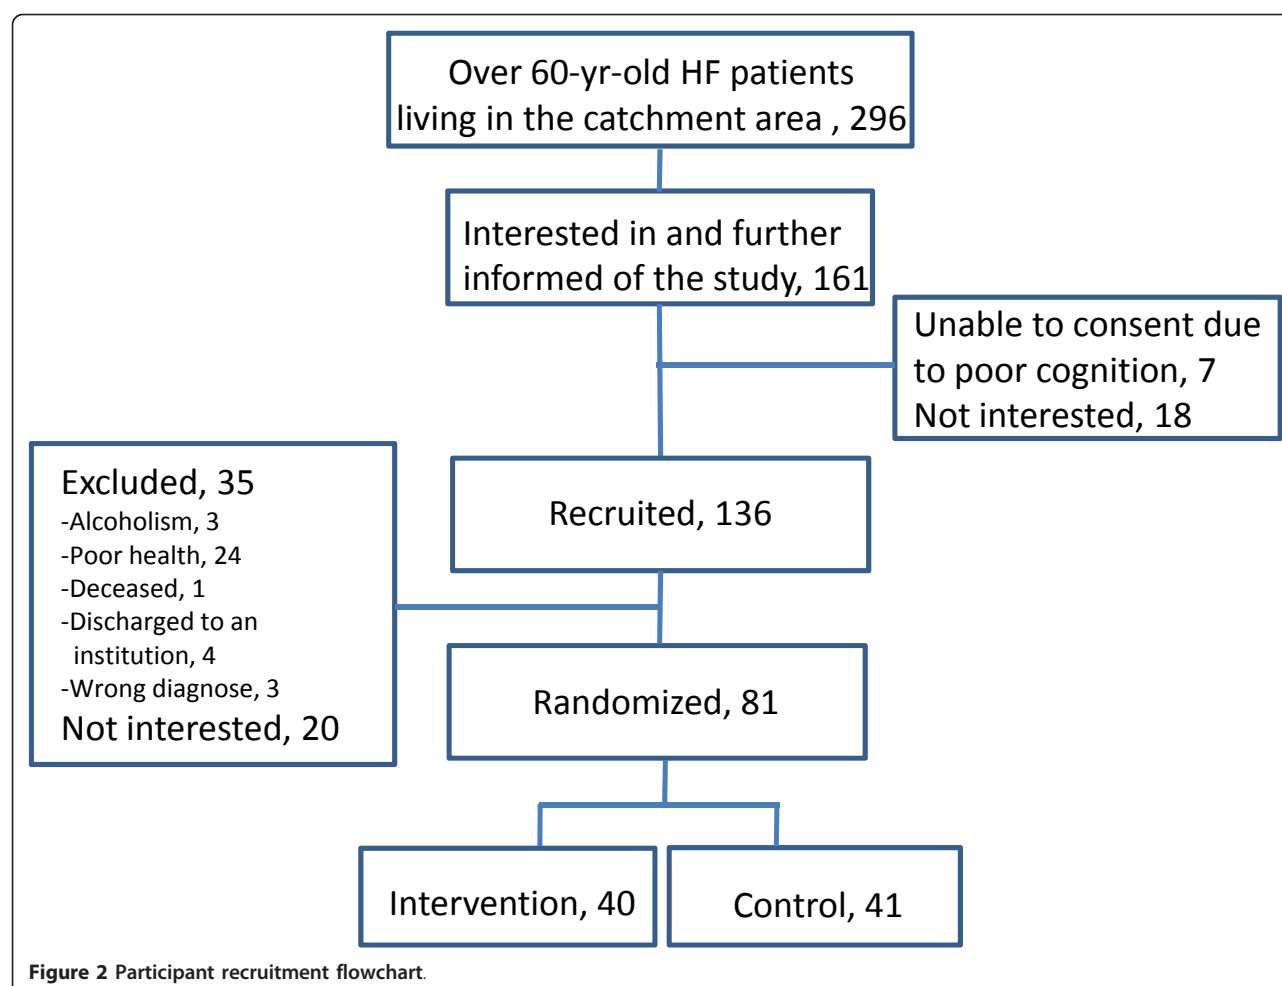 Over 60-yr-old HF patients
living in the catchment area , 296
Interested in and further
informed of the study, 161
Unable to consent due
to poor cognition, 7
Not interested, 18
Excluded, 35
-Alcoholism, 3
-Poor health, 24
-Deceased, 1
-Discharged to an
institution, 4
-Wrong diagnose, 3
Not interested, 20
Recruited, 136
Randomized, 81
Intervention, 40
Control, 41
Figure 2 Participant recruitment flowchart.